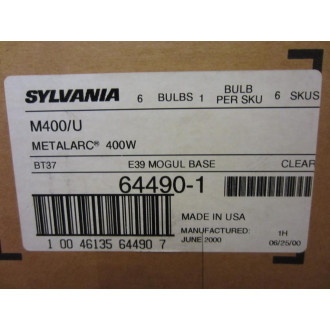 SYLVANIA 6 BULBS 1 BULB PER SKU 6 SKUS
M400/U
METALARC® 400W
BT37 E39 MOGUL BASE CLEAR
64490-1
MADE IN USA
MANUFACTURED: 1H
JUNE 2000 06/25/00
1 00 46135 64490 7